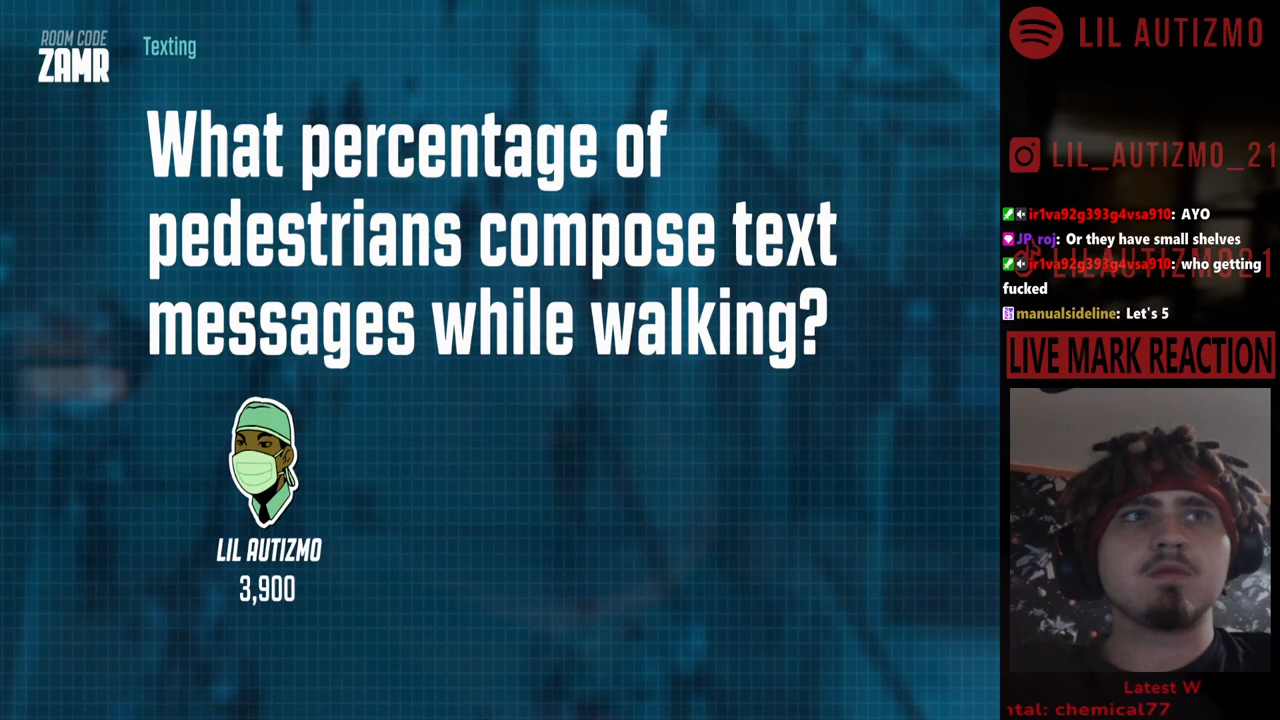 ROOM CODE
ZAMR
Texting
What percentage of
pedestrians compose text
messages while walking?
LIL AUTIZMO
3,900
LIL AUTIZMO
LIL_AUTIZMO_21
ir1va92g393g4vsa910: AYO
JP_roj: Or they have small shelves
LILAUTIZMO21
ir1va92g393g4vsa910: who getting
fucked
manualsideline: Let's 5
LIVE MARK REACTION
Latest W
ntal: chemical77